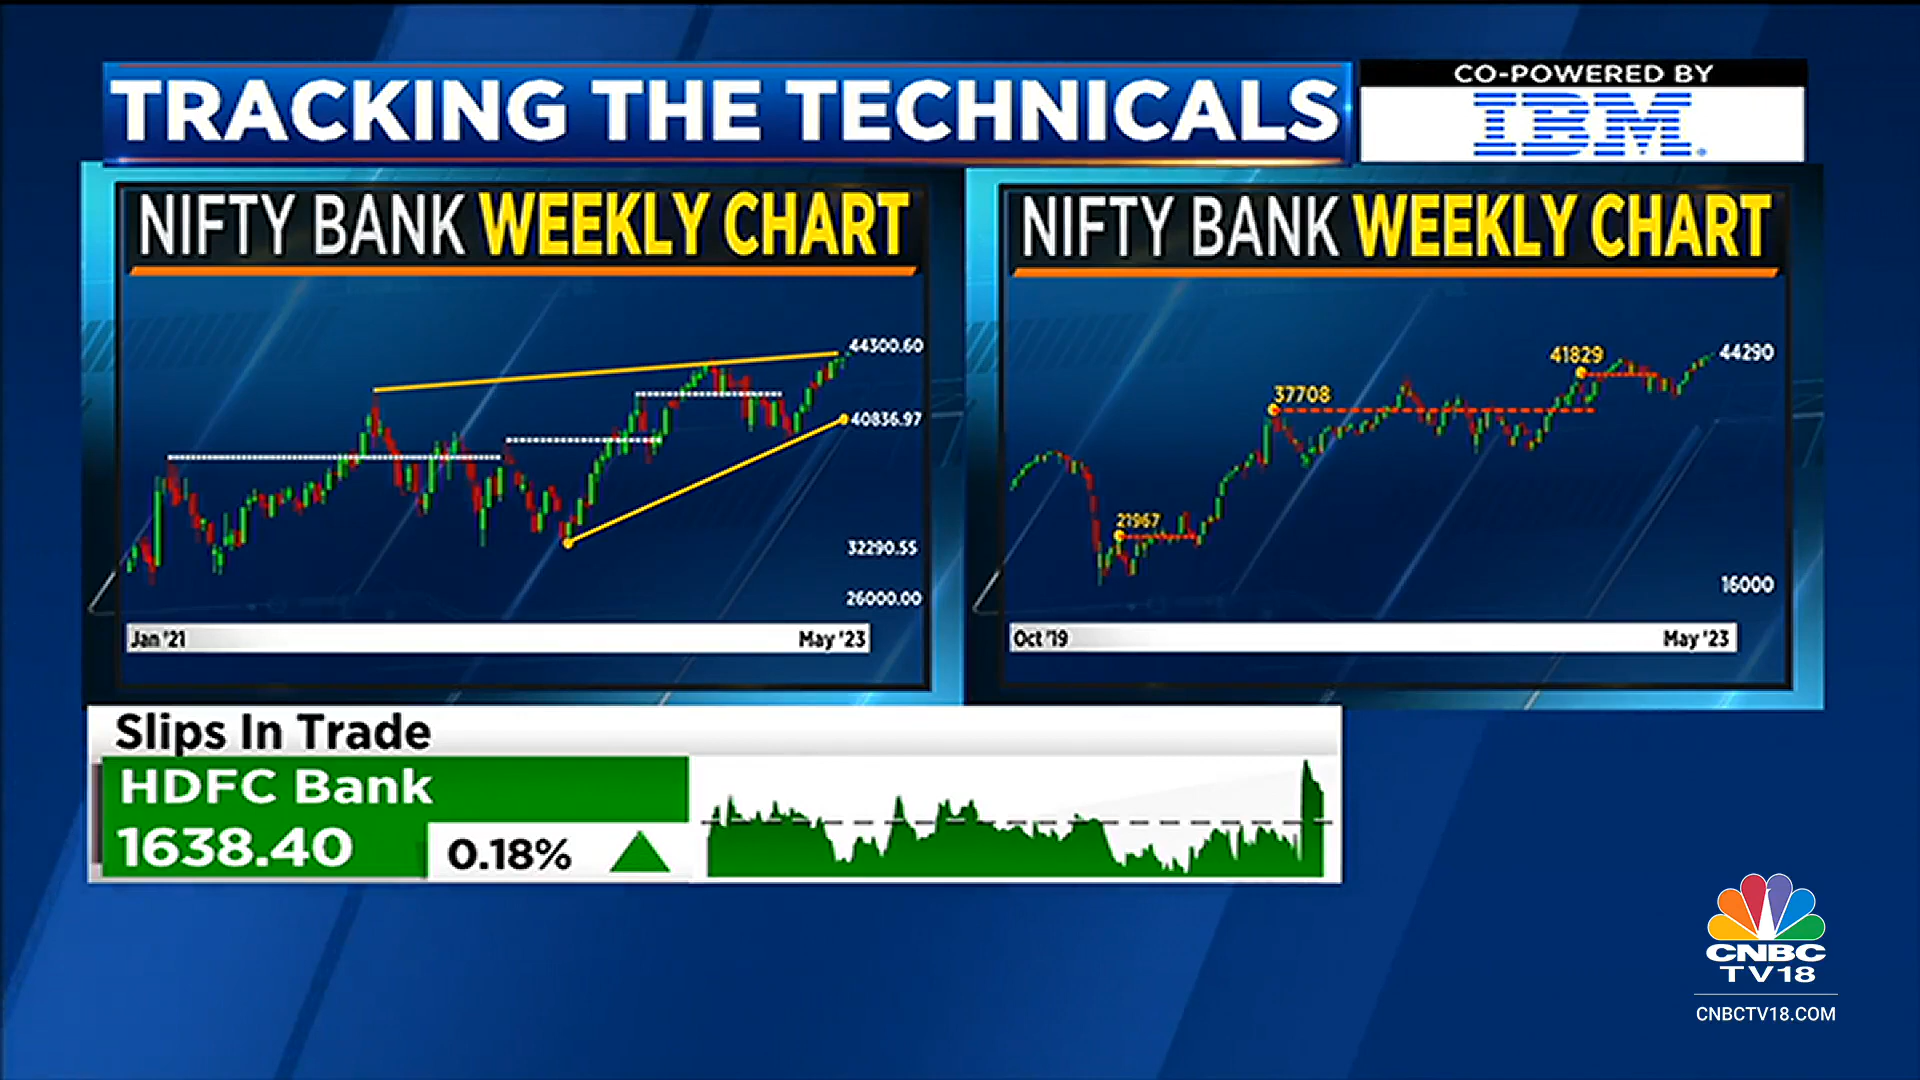 TRACKING THE TECHNICALS
CO-POWERED BY
IBM
NIFTY BANK WEEKLY CHART
44300.60
40836.97
32290.55
26000.00
Jan '21
May '23
NIFTY BANK WEEKLY CHART
41829
44290
37708
21967
16000
Oct '19
May '23
Slips In Trade
HDFC Bank
1638.40
0.18%
CNBC
TV18
CNBCTV18.COM